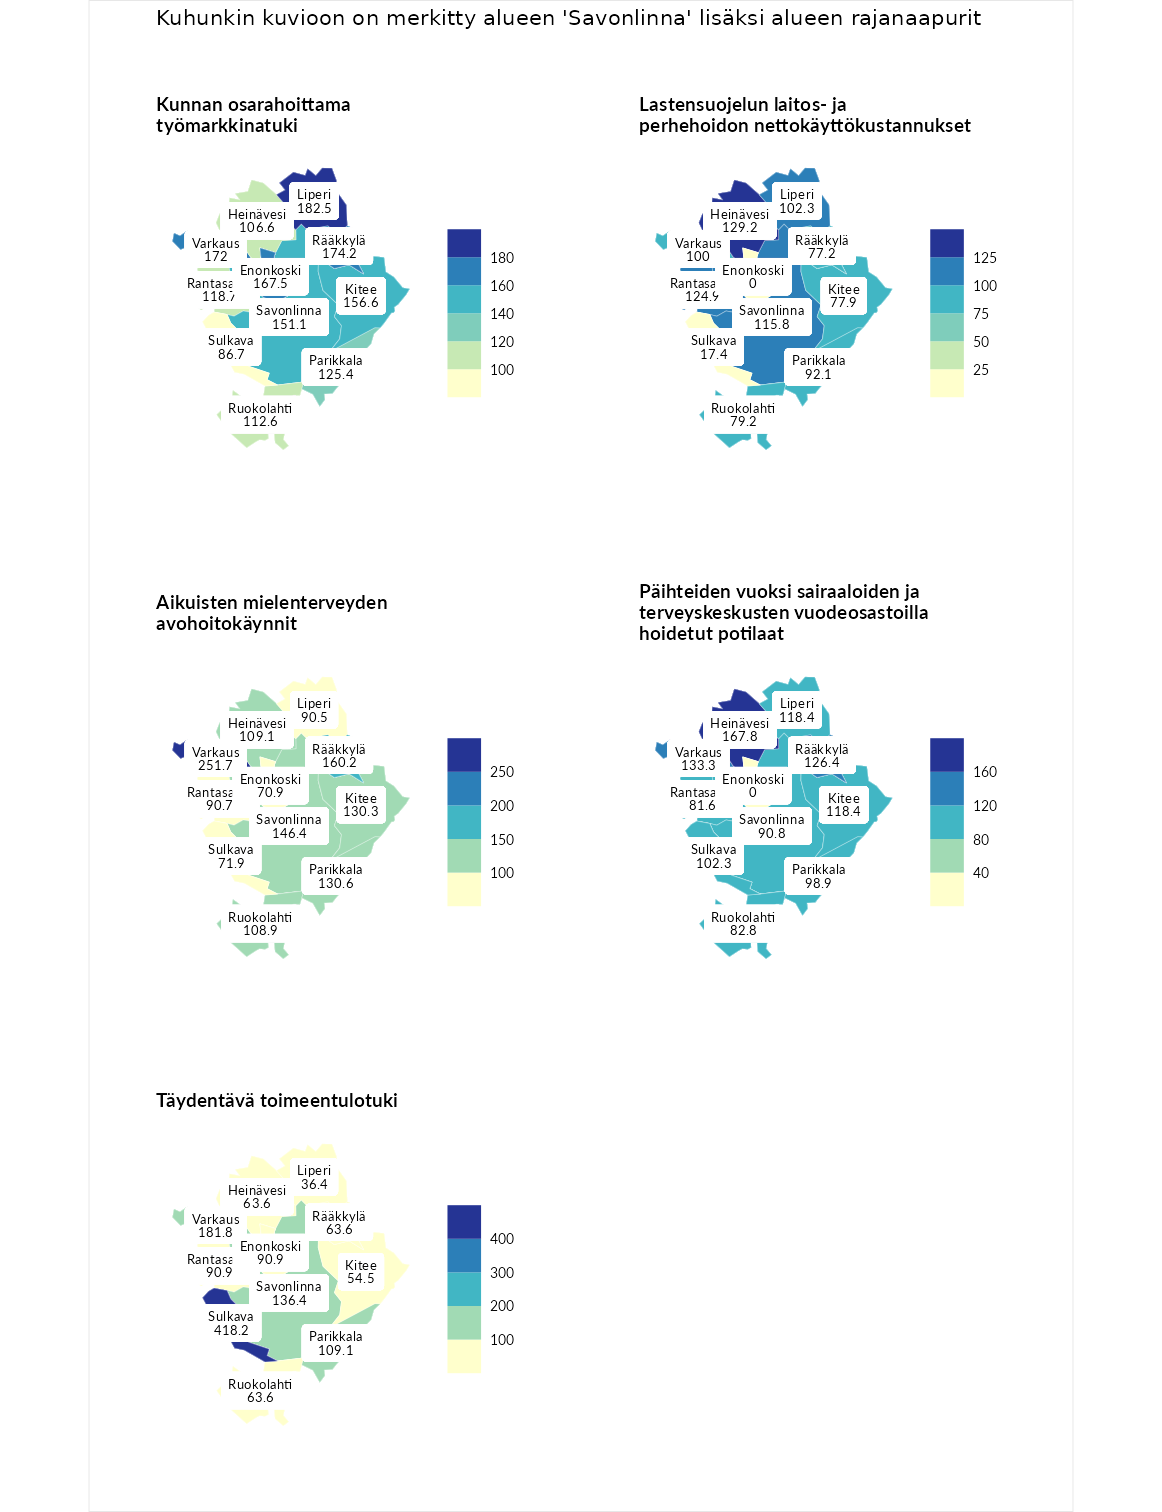 Kuhunkin kuvioon on merkitty alueen 'Savonlinna' lisäksi alueen rajanaapurit
Kunnan osarahoittama
työmarkkinatuki
Liperi
182.5
Heinävesi
106.6
Rääkkylä
174.2
Varkaus
172
Enonkoski
167.5
Rantasa
118.7
Kitee
156.6
Savonlinna
151.1
Sulkava
86.7
Parikkala
125.4
Ruokolahti
112.6
180
160
140
120
100
Lastensuojelun laitos- ja
perhehoidon nettokäyttökustannukset
Liperi
102.3
Heinävesi
129.2
Rääkkylä
77.2
Varkaus
100
Enonkoski
0
Rantasa
124.9
Kitee
77.9
Savonlinna
115.8
Sulkava
17.4
Parikkala
92.1
Ruokolahti
79.2
125
100
75
50
25
Aikuisten mielenterveyden
avohoitokäynnit
Liperi
90.5
Heinävesi
109.1
Rääkkylä
160.2
Varkaus
251.7
Enonkoski
70.9
Rantasa
90.7
Kitee
130.3
Savonlinna
146.4
Sulkava
71.9
Parikkala
130.6
Ruokolahti
108.9
250
200
150
100
Päihteiden vuoksi sairaaloiden ja
terveyskeskusten vuodeosastoilla
hoidetut potilaat
Liperi
118.4
Heinävesi
167.8
Rääkkylä
126.4
Varkaus
133.3
Enonkoski
0
Rantasa
81.6
Kitee
118.4
Savonlinna
90.8
Sulkava
102.3
Parikkala
98.9
Ruokolahti
82.8
160
120
80
40
Täydentävä toimeentulotuki
Liperi
36.4
Heinävesi
63.6
Rääkkylä
63.6
Varkaus
181.8
Enonkoski
90.9
Rantasa
90.9
Kitee
54.5
Savonlinna
136.4
Sulkava
418.2
Parikkala
109.1
Ruokolahti
63.6
400
300
200
100